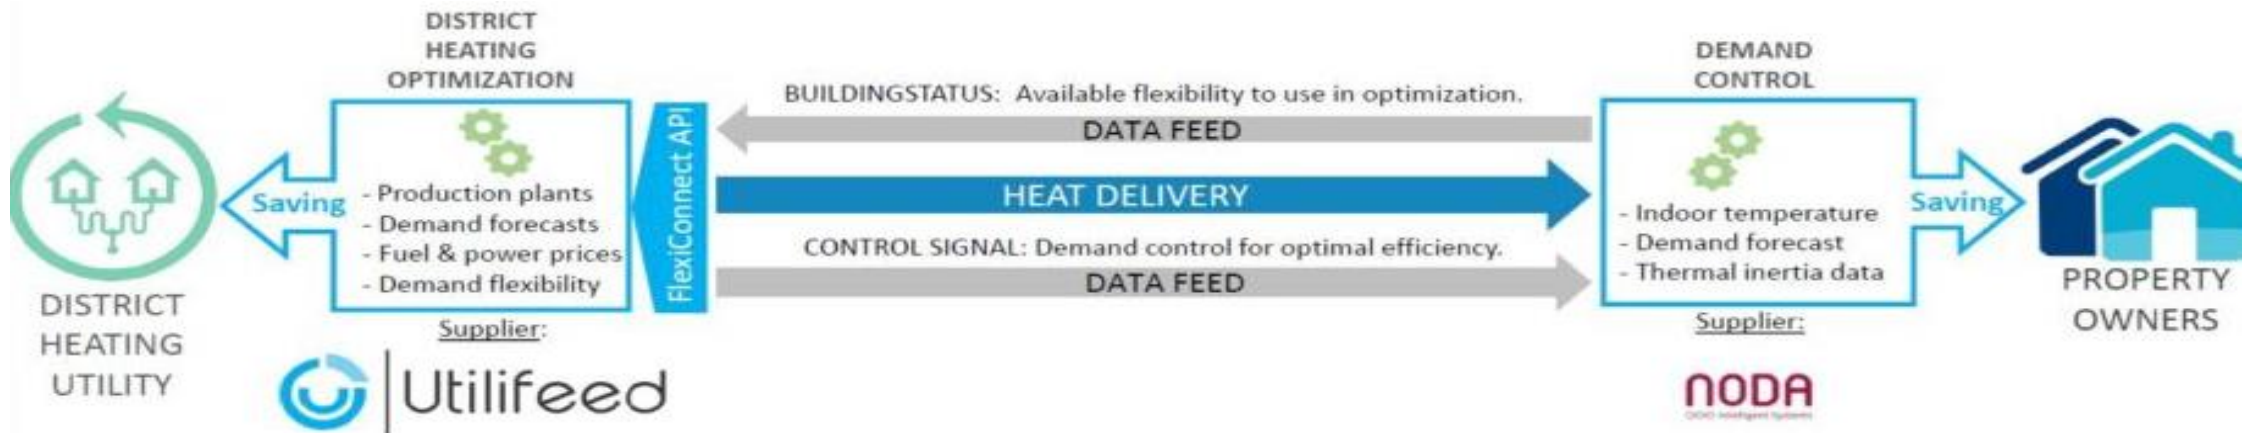 DISTRICT
HEATING
OPTIMIZATION
DEMAND
CONTROL
BUILDINGSTATUS: Available flexibility to use in optimization.
DATA FEED
Saving
- Production plants
- Demand forecasts
- Fuel & power prices
- Demand flexibility
FlexiConnect API
HEAT DELIVERY
- Indoor temperature
- Demand forecast
- Thermal inertia data
Saving
CONTROL SIGNAL: Demand control for optimal efficiency.
DATA FEED
DISTRICT
HEATING
UTILITY
PROPERTY
OWNERS
Supplier:
Utilifeed
Supplier:
NODA